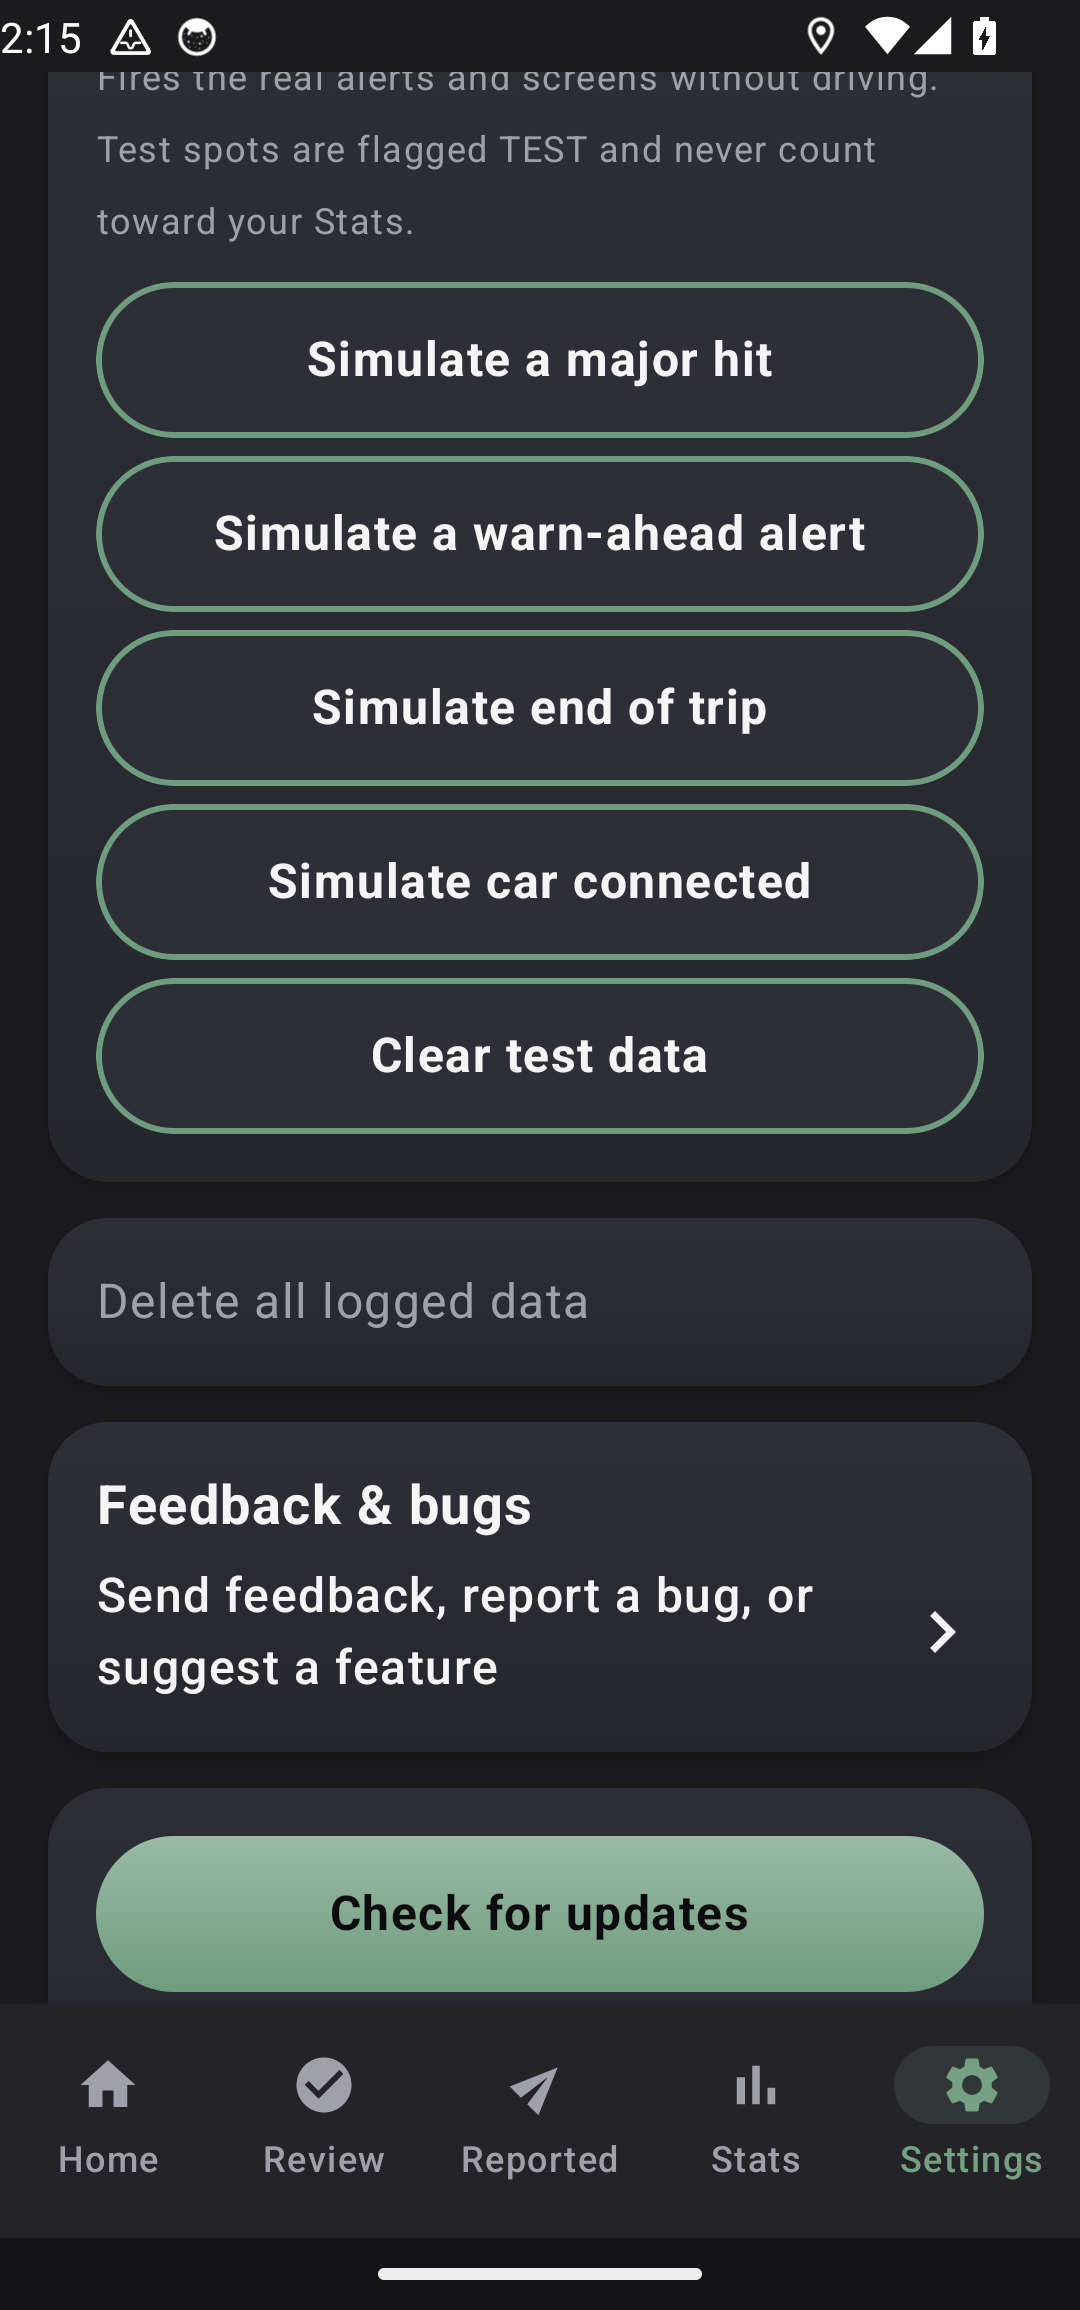 2:15
Fires the real alerts and screens without driving.
Test spots are flagged TEST and never count
toward your Stats.
Simulate a major hit
Simulate a warn-ahead alert
Simulate end of trip
Simulate car connected
Clear test data
Delete all logged data
Feedback & bugs
Send feedback, report a bug, or
suggest a feature
Check for updates
Home
Review
Reported
Stats
Settings